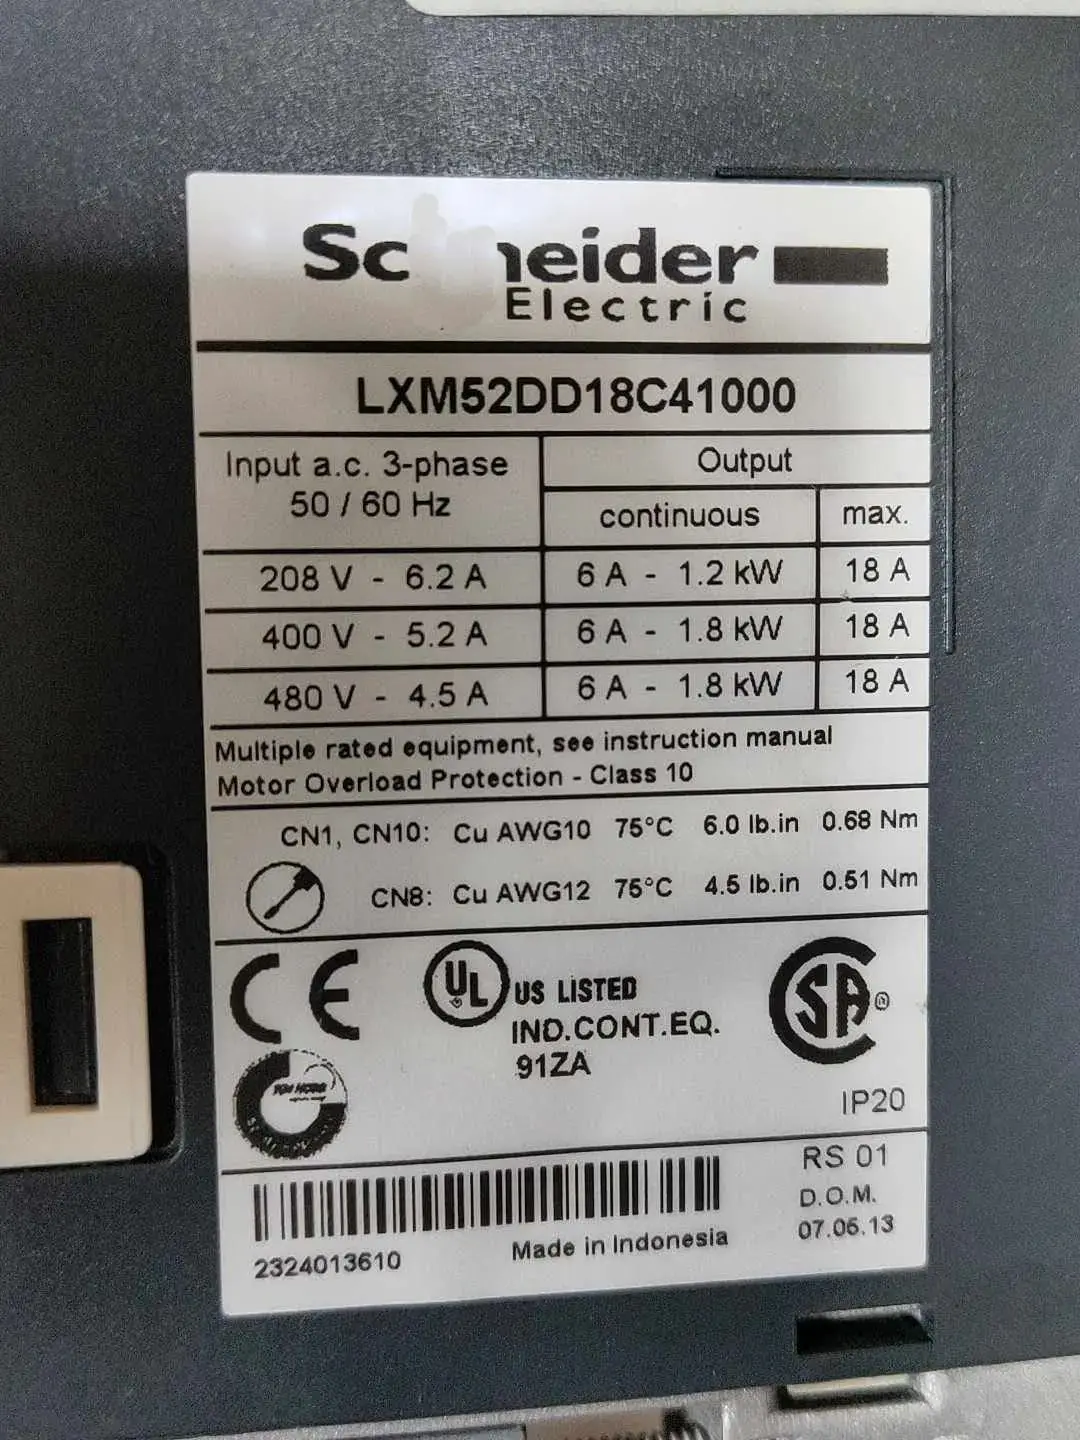 Sc neider
Electric
LXM52DD18C41000
Input a.c. 3-phase
50 / 60 Hz
Output
continuous
max.
208 V - 6.2 A
6 A - 1.2 kW
18 A
400 V - 5.2 A
6 A - 1.8 kW
18 A
480 V - 4.5 A
6 A - 1.8 kW
18 A
Multiple rated equipment, see instruction manual
Motor Overload Protection - Class 10
CN1, CN10: Cu AWG10 75°C 6.0 lb.in 0.68 Nm
CN8: Cu AWG12 75°C 4.5 lb.in 0.51 Nm
CE
UL US LISTED
IND.CONT.EQ.
91ZA
SA®
IP20
RS 01
D.O.M.
07.05.13
2324013610
Made in Indonesia